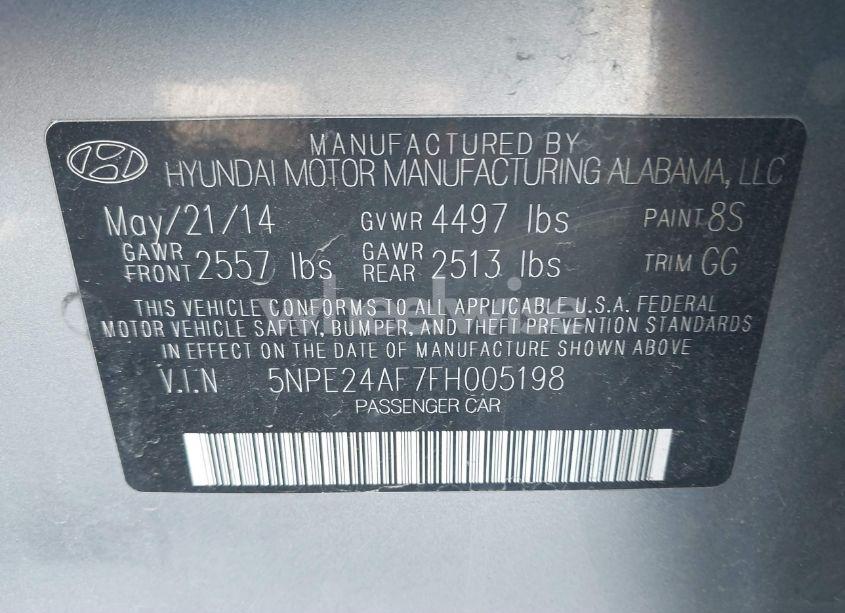 MANUFACTURED BY
HYUNDAI MOTOR MANUFACTURING ALABAMA, LLC
May/21/14 GVWR 4497 lbs PAINT 8S
GAWR FRONT 2557 lbs GAWR REAR 2513 lbs TRIM GG
THIS VEHICLE CONFORMS TO ALL APPLICABLE U.S.A. FEDERAL
MOTOR VEHICLE SAFETY, BUMPER, AND THEFT PREVENTION STANDARDS
IN EFFECT ON THE DATE OF MANUFACTURE SHOWN ABOVE
V.I.N 5NPE24AF7FH005198
PASSENGER CAR